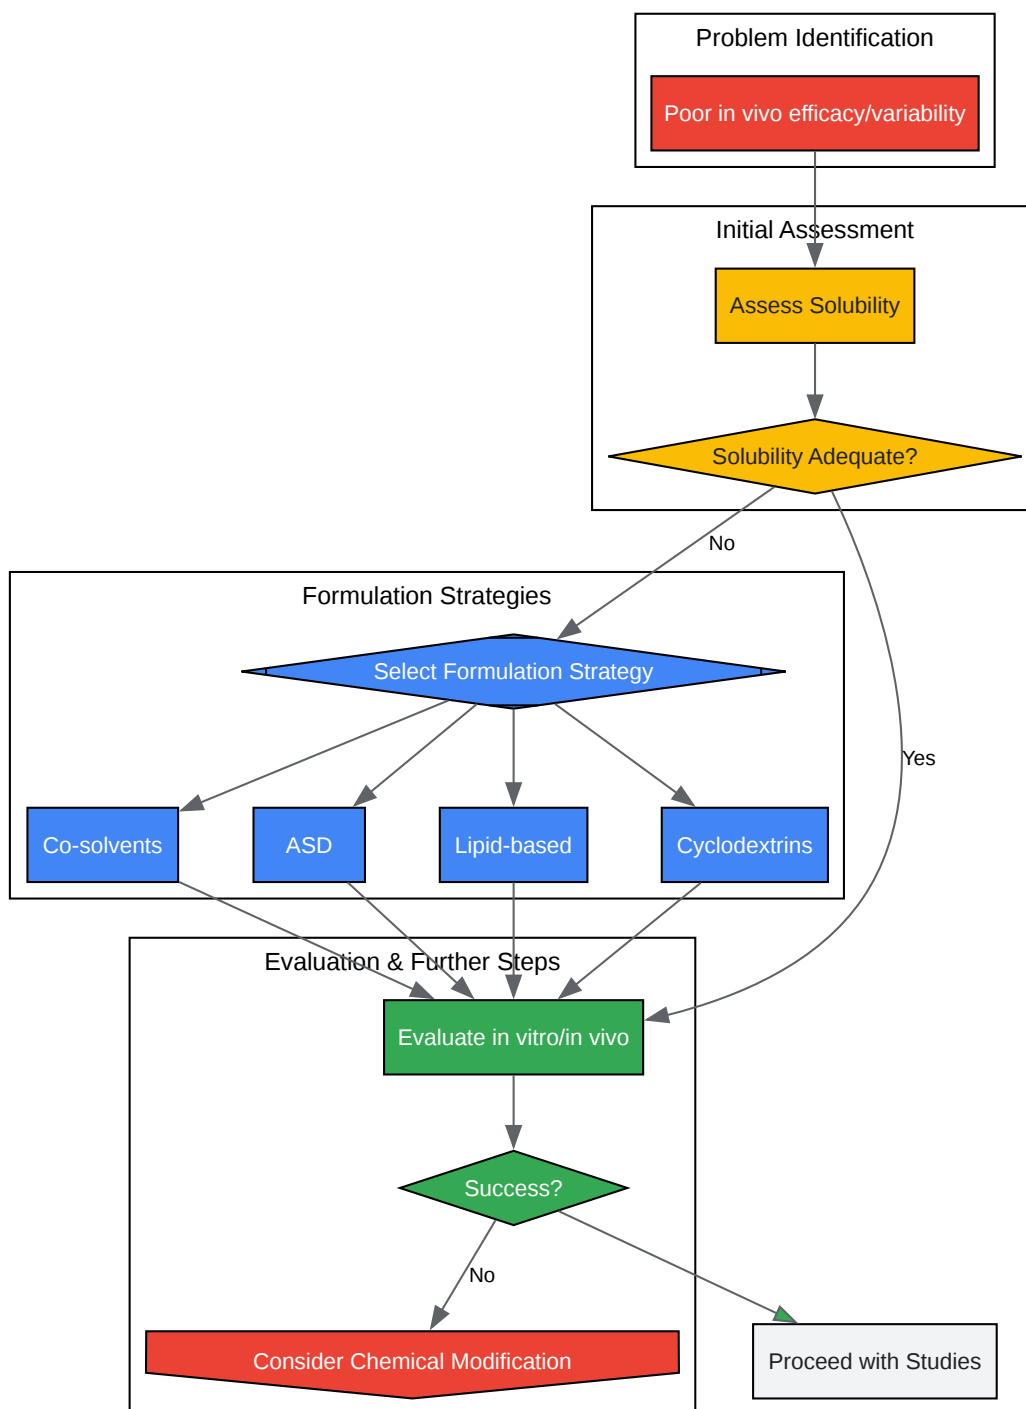 Problem Identification
Poor in vivo efficacy/variability
Initial Assessment
Assess Solubility
Solubility Adequate?
No
Yes
Formulation Strategies
Select Formulation Strategy
Co-solvents
ASD
Lipid-based
Cyclodextrins
Evaluation & Further Steps
Evaluate in vitro/in vivo
Success?
No
Consider Chemical Modification
Proceed with Studies